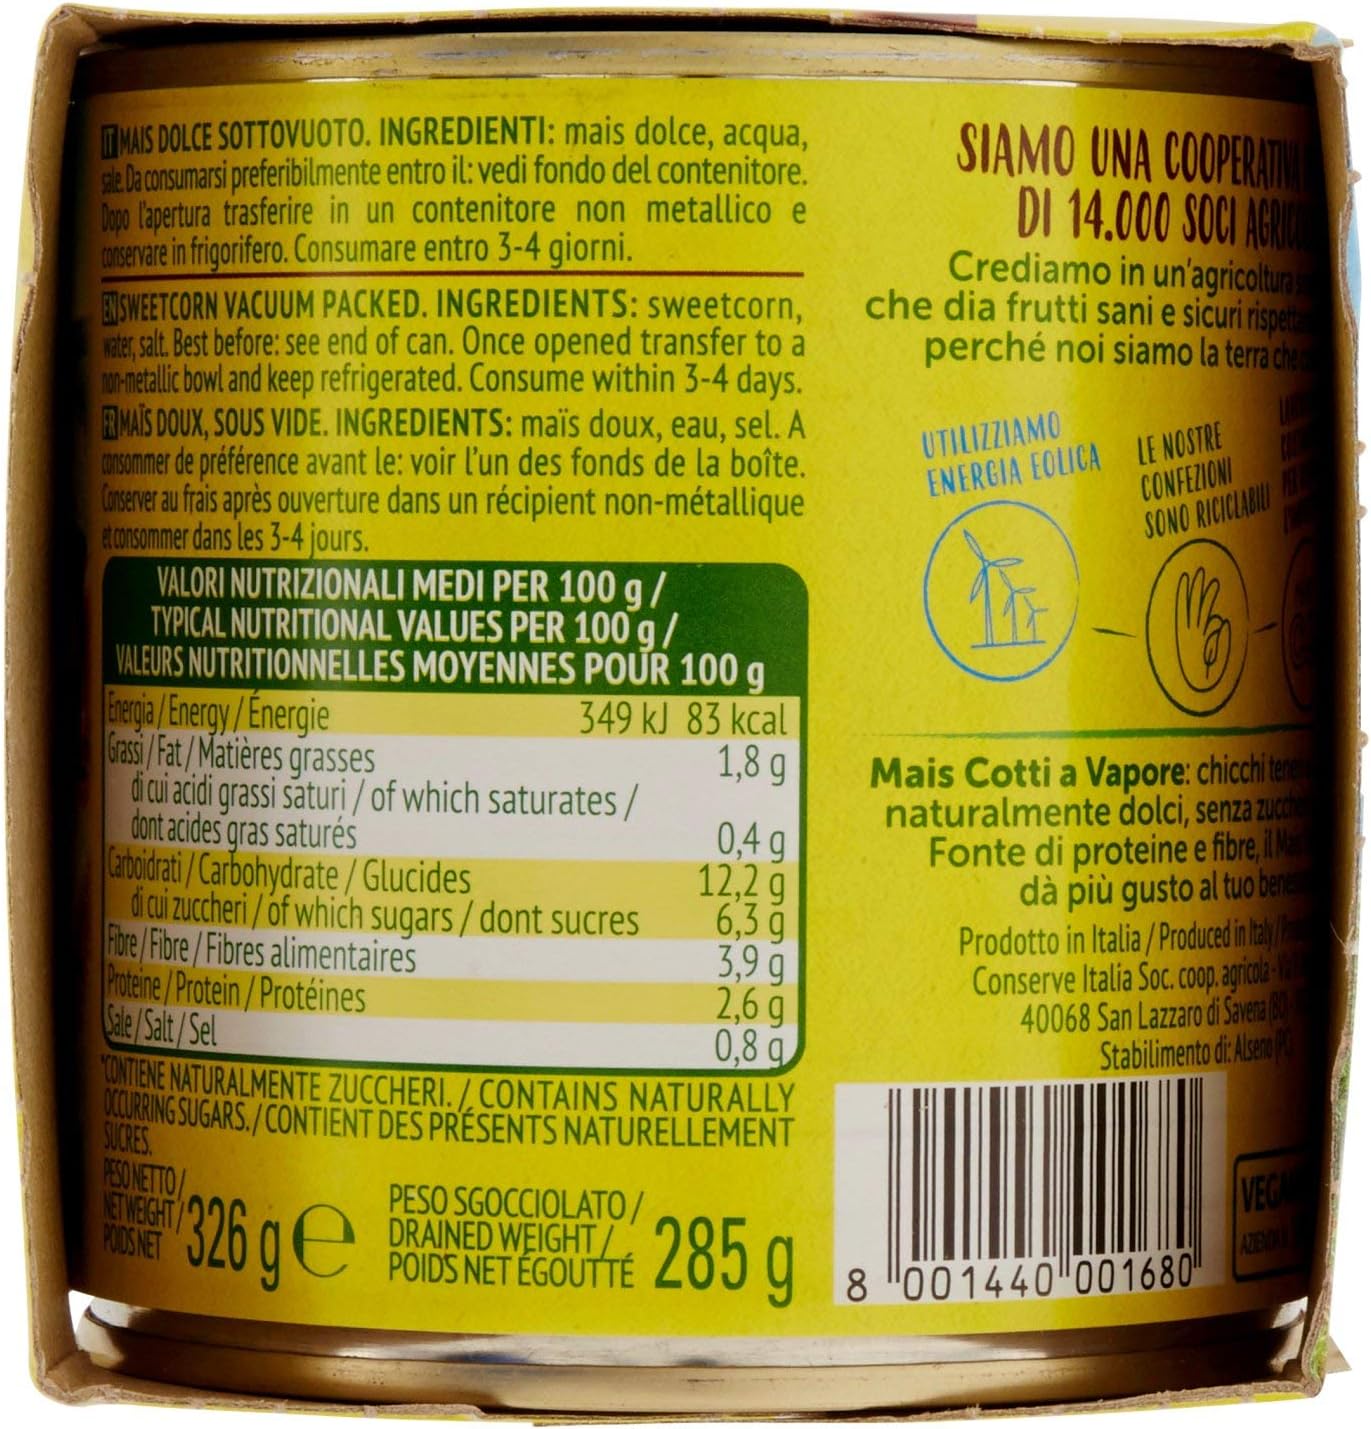 IT MAIS DOLCE SOTTOVUOTO. INGREDIENTI: mais dolce, acqua,
sale. Da consumarsi preferibilmente entro il: vedi fondo del contenitore.
Dopo l'apertura trasferire in un contenitore non metallico e
conservare in frigorifero. Consumare entro 3-4 giorni.
EN SWEETCORN VACUUM PACKED. INGREDIENTS: sweetcorn,
water, salt. Best before: see end of can. Once opened transfer to a
non-metallic bowl and keep refrigerated. Consume within 3-4 days.
FR MAÏS DOUX, SOUS VIDE. INGREDIENTS: maïs doux, eau, sel. A
consommer de préférence avant le: voir l'un des fonds de la boîte.
Conserver au frais après ouverture dans un récipient non-métallique
et consommer dans les 3-4 jours.
VALORI NUTRIZIONALI MEDI PER 100 g /
TYPICAL NUTRITIONAL VALUES PER 100 g /
VALEURS NUTRITIONNELLES MOYENNES POUR 100 g
Energia / Energy / Énergie 349 kJ 83 kcal
Grassi / Fat / Matières grasses 1,8 g
di cui acidi grassi saturi / of which saturates /
dont acides gras saturés 0,4 g
Carboidrati / Carbohydrate / Glucides 12,2 g
di cui zuccheri / of which sugars / dont sucres 6,3 g
Fibre / Fibre / Fibres alimentaires 3,9 g
Proteine / Protein / Protéines 2,6 g
Sale / Salt / Sel 0,8 g
*CONTIENE NATURALMENTE ZUCCHERI. / CONTAINS NATURALLY
OCCURRING SUGARS. / CONTIENT DES PRÉSENTS NATURELLEMENT
SUCRES.
PESO NETTO /
NET WEIGHT /
POIDS NET
326 g e
PESO SGOCCIOLATO /
DRAINED WEIGHT /
POIDS NET ÉGOUTTÉ
285 g
SIAMO UNA COOPERATIVA
DI 14.000 SOCI
Crediamo in un'agricoltura
che dia frutti sani e sicuri
perché noi siamo la terra
UTILIZZIAMO
ENERGIA EOLICA
LE NOSTRE
CONFEZIONI
SONO RICICLABILI
Mais Cotti a Vapore: chicchi
naturalmente dolci, senza
Fonte di proteine e fibre, il
dà più gusto al tuo
Prodotto in Italia / Produced in Italy /
Conserve Italia Soc. coop. agricola -
40068 San Lazzaro di Savena (BO)
Stabilimento di: Alseno (PC)
8 001440 001680